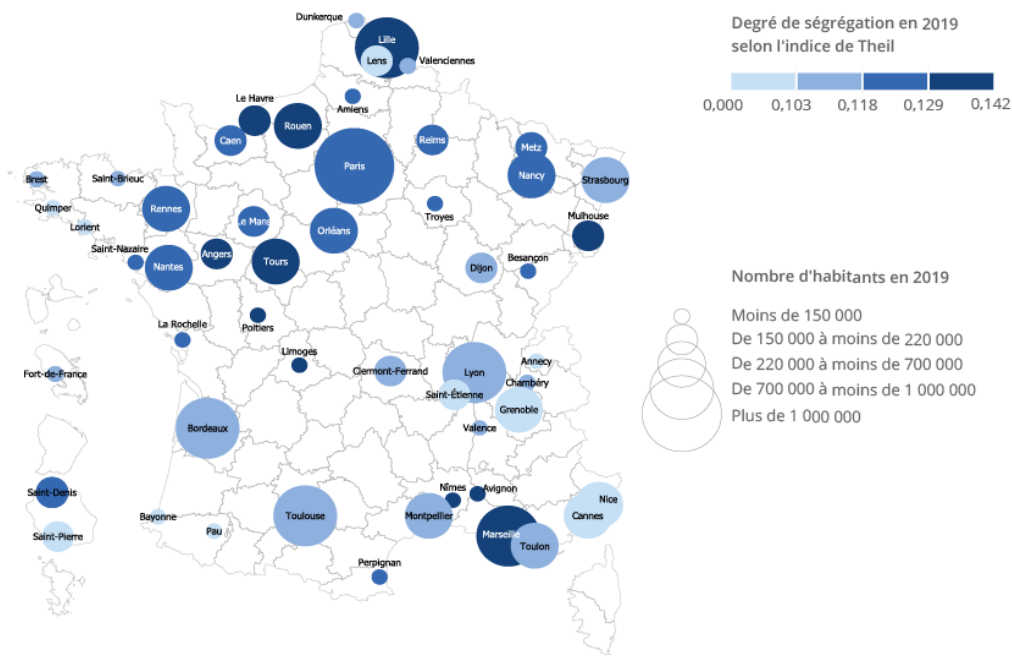 Degré de ségrégation en 2019
selon l'indice de Theil
0,000
0,103
0,118
0,129
0,142
Nombre d'habitants en 2019
Moins de 150 000
De 150 000 à moins de 220 000
De 220 000 à moins de 700 000
De 700 000 à moins de 1 000 000
Plus de 1 000 000
Dunkerque
Lille
Lens
Valenciennes
Le Havre
Amiens
Rouen
Caen
Reims
Metz
Paris
Nancy
Strasbourg
Brest
Saint-Brieuc
Quimper
Rennes
Le Mans
Troyes
Mulhouse
Lorient
Orléans
Saint-Nazaire
Angers
Tours
Nantes
Dijon
Besançon
La Rochelle
Poitiers
Limoges
Fort-de-France
Clermont-Ferrand
Lyon
Annecy
Chambéry
Saint-Étienne
Grenoble
Bordeaux
Valence
Saint-Denis
Nîmes
Avignon
Nice
Bayonne
Toulouse
Montpellier
Cannes
Saint-Pierre
Pau
Marseille
Toulon
Perpignan